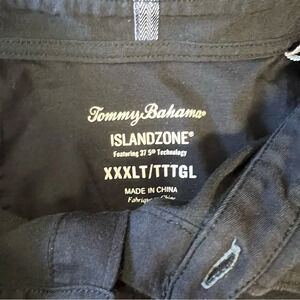 Tommy Bahama®
ISLANDZONE®
Featuring 37.5® Technology
XXXLT/TTTGL
MADE IN CHINA